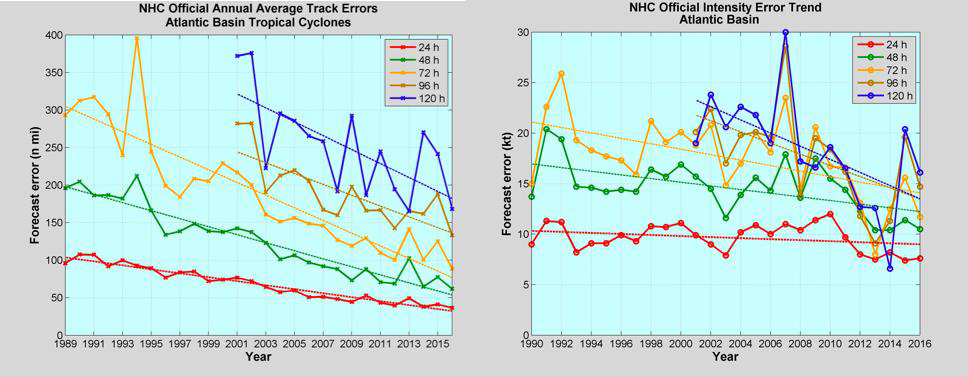 NHC Official Annual Average Track Errors
Atlantic Basin Tropical Cyclones
400
350
300
250
200
150
100
50
0
Forecast error (n mi)
24 h
48 h
72 h
96 h
120 h
1989 1991 1993 1995 1997 1999 2001 2003 2005 2007 2009 2011 2013 2015
Year
NHC Official Intensity Error Trend
Atlantic Basin
30
25
20
15
10
5
0
Forecast error (kt)
24 h
48 h
72 h
96 h
120 h
1990 1992 1994 1996 1998 2000 2002 2004 2006 2008 2010 2012 2014 2016
Year